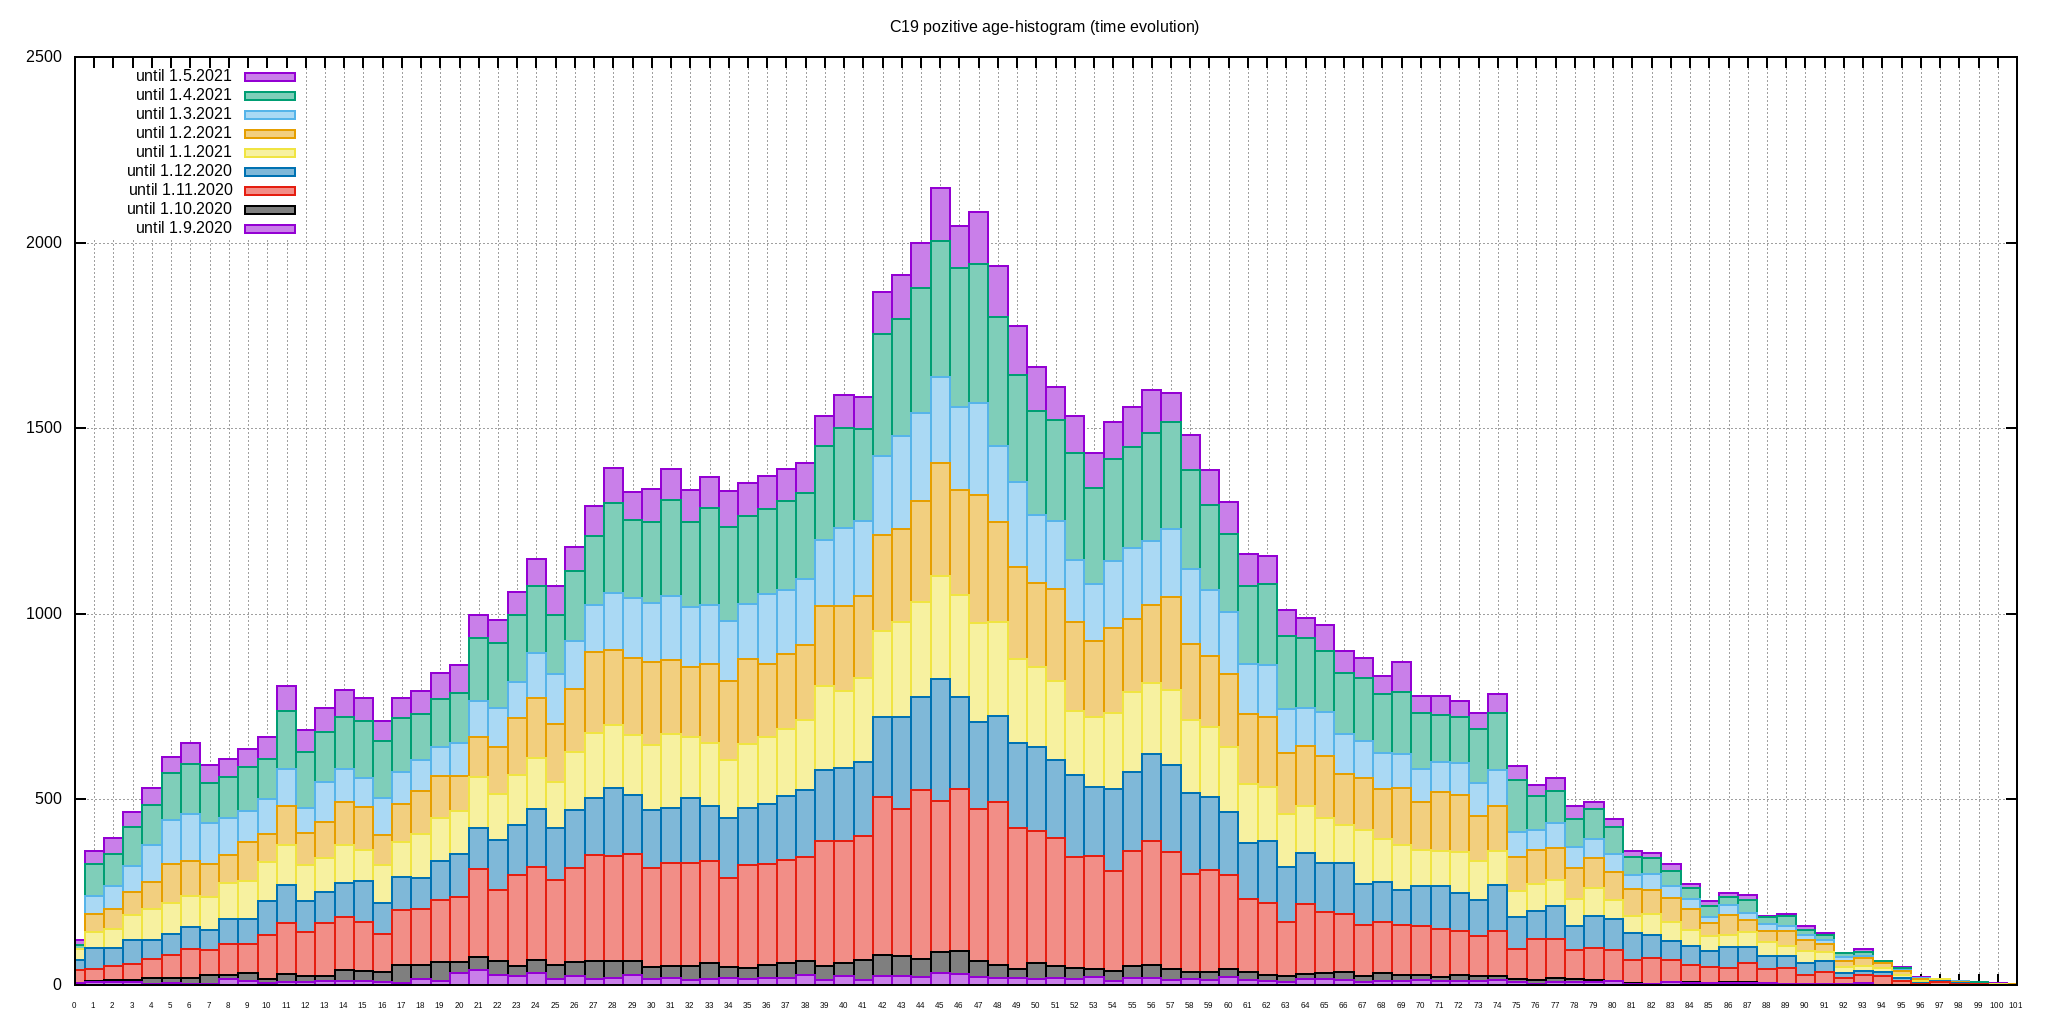 C19 pozitive age-histogram (time evolution)
2500
until 1.5.2021
until 1.4.2021
until 1.3.2021
until 1.2.2021
until 1.1.2021
until 1.12.2020
until 1.11.2020
until 1.10.2020
until 1.9.2020
2000
1500
1000
500
0
0 1 2 3 4 5 6 7 8 9 10 11 12 13 14 15 16 17 18 19 20 21 22 23 24 25 26 27 28 29 30 31 32 33 34 35 36 37 38 39 40 41 42 43 44 45 46 47 48 49 50 51 52 53 54 55 56 57 58 59 60 61 62 63 64 65 66 67 68 69 70 71 72 73 74 75 76 77 78 79 80 81 82 83 84 85 86 87 88 89 90 91 92 93 94 95 96 97 98 99 100 101